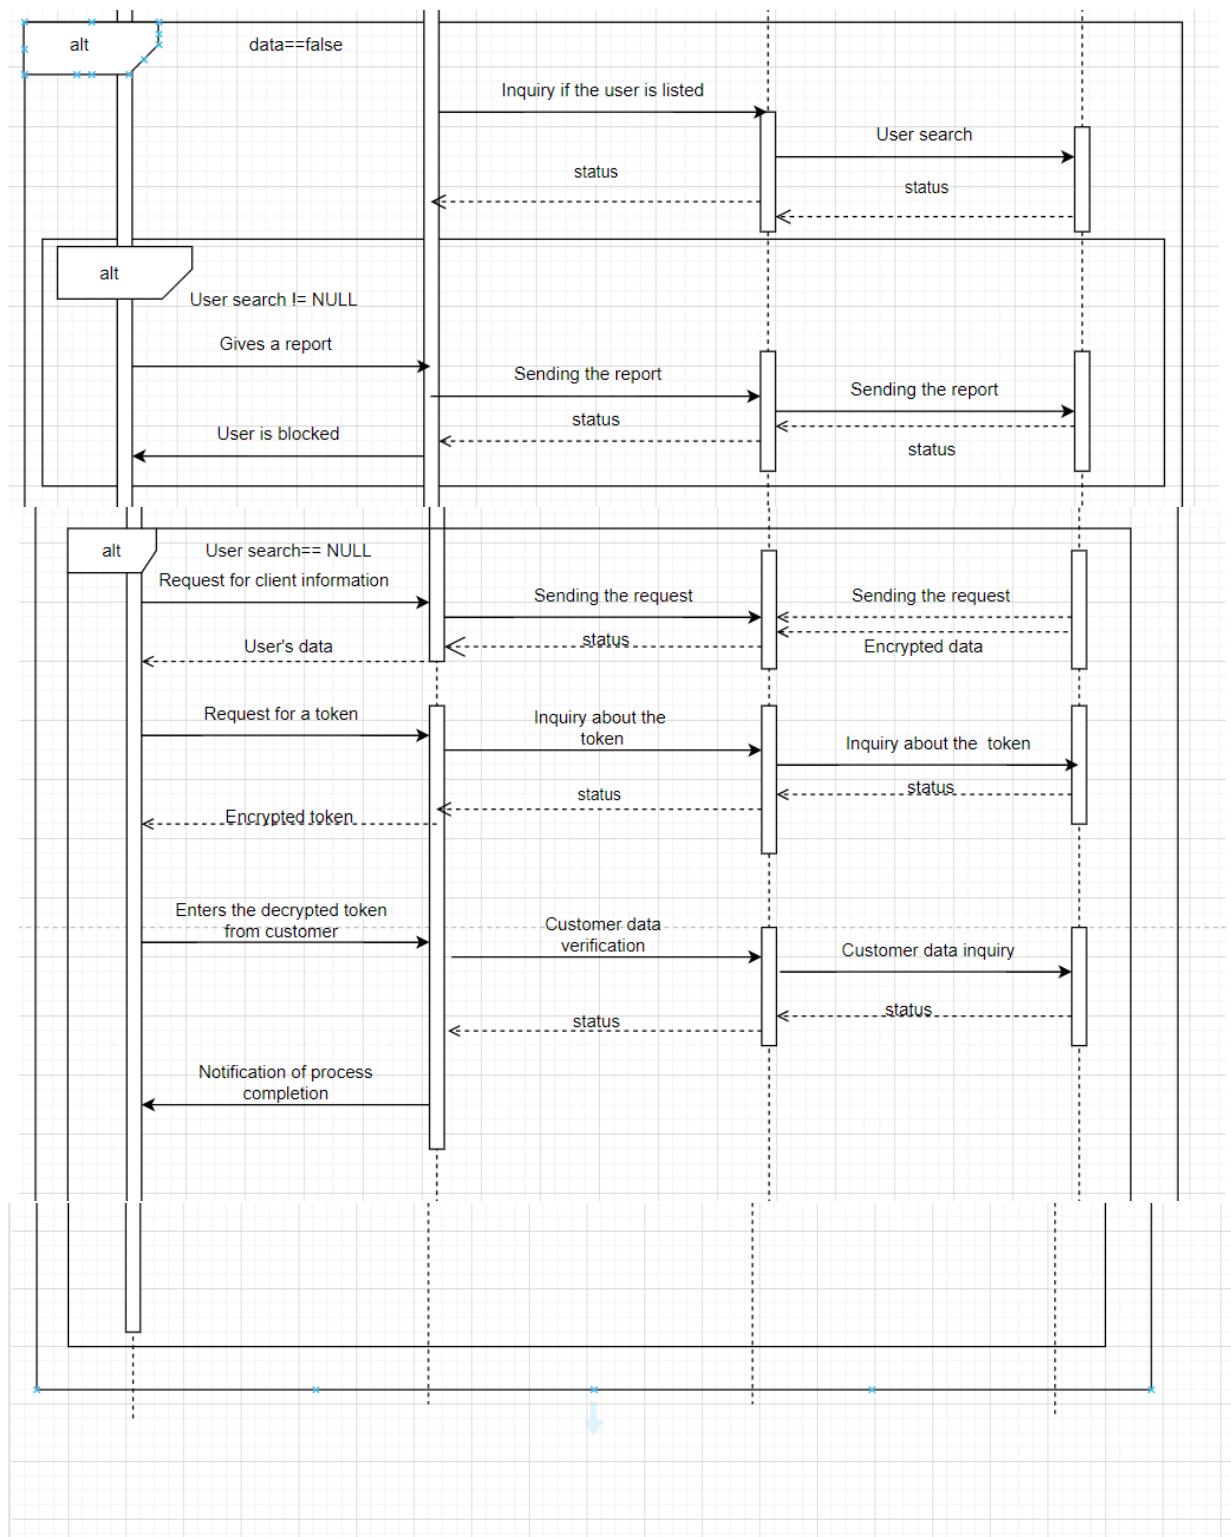 alt
data==false
Inquiry if the user is listed
User search
status
status
alt
User search != NULL
Gives a report
Sending the report
Sending the report
status
User is blocked
status
alt
User search== NULL
Request for client information
Sending the request
Sending the request
status
User's data
Encrypted data
Request for a token
Inquiry about the
token
Inquiry about the  token
status
status
Encrypted token
Enters the decrypted token
from customer
Customer data
verification
Customer data inquiry
status
status
Notification of process
completion